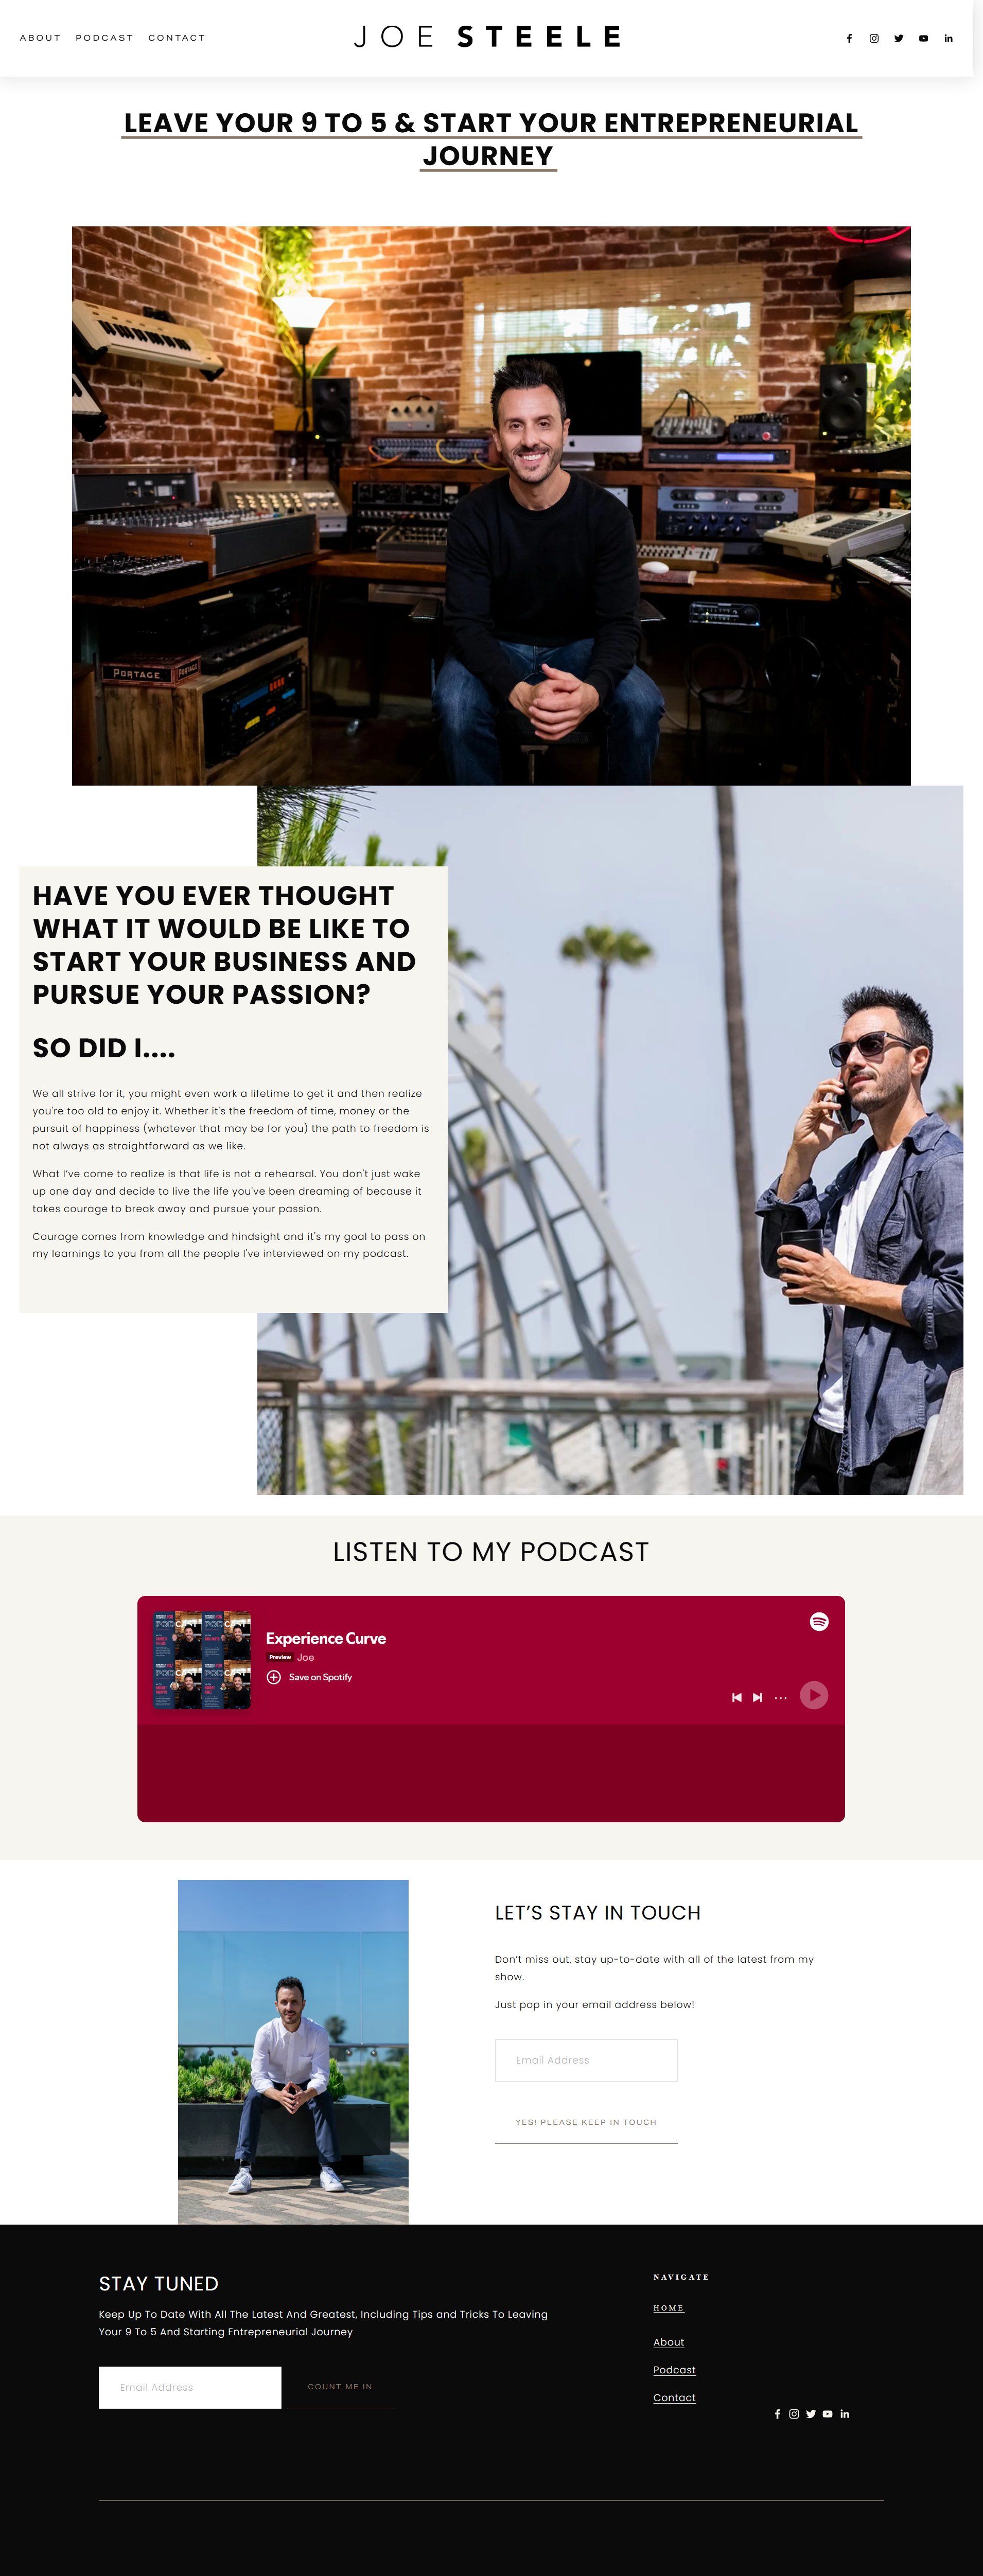 ABOUT PODCAST CONTACT
JOE STEELE
LEAVE YOUR 9 TO 5 & START YOUR ENTREPRENEURIAL
JOURNEY
PORTAGE
HAVE YOU EVER THOUGHT
WHAT IT WOULD BE LIKE TO
START YOUR BUSINESS AND
PURSUE YOUR PASSION?
SO DID I....
We all strive for it, you might even work a lifetime to get it and then realize
you're too old to enjoy it. Whether it's the freedom of time, money or the
pursuit of happiness (whatever that may be for you) the path to freedom is
not always as straightforward as we like.
What I've come to realize is that life is not a rehearsal. You don't just wake
up one day and decide to live the life you've been dreaming of because it
takes courage to break away and pursue your passion.
Courage comes from knowledge and hindsight and it's my goal to pass on
my learnings to you from all the people I've interviewed on my podcast.
LISTEN TO MY PODCAST
Experience Curve
Preview Joe
Save on Spotify
LET'S STAY IN TOUCH
Don't miss out, stay up-to-date with all of the latest from my
show.
Just pop in your email address below!
Email Address
YES! PLEASE KEEP IN TOUCH
STAY TUNED
Keep Up To Date With All The Latest And Greatest, Including Tips and Tricks To Leaving
Your 9 To 5 And Starting Entrepreneurial Journey
Email Address
COUNT ME IN
NAVIGATE
HOME
About
Podcast
Contact